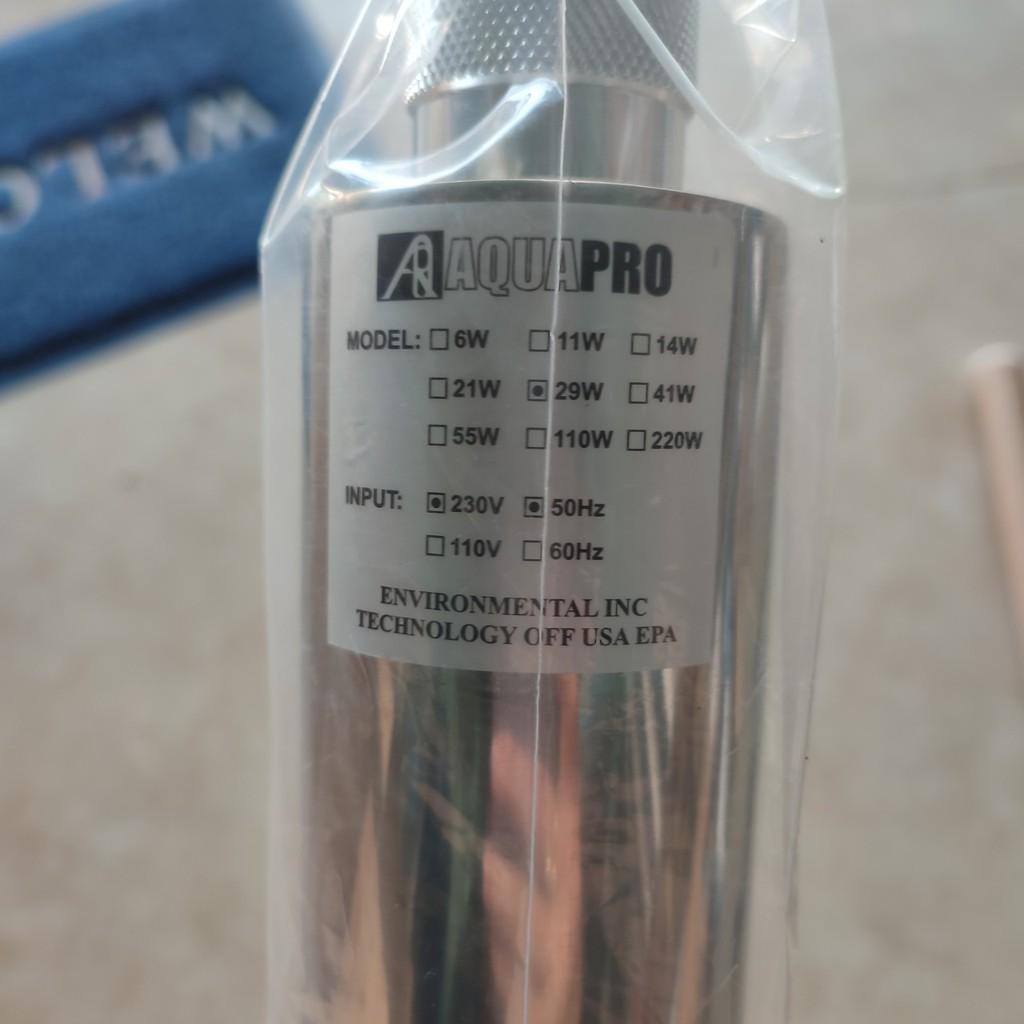 WELC
AQUAPRO
MODEL: ☐ 6W ☐ 11W ☐ 14W
☐ 21W ▣ 29W ☐ 41W
☐ 55W ☐ 110W ☐ 220W
INPUT: ▣ 230V ▣ 50Hz
☐ 110V ☐ 60Hz
ENVIRONMENTAL INC
TECHNOLOGY OFF USA EPA